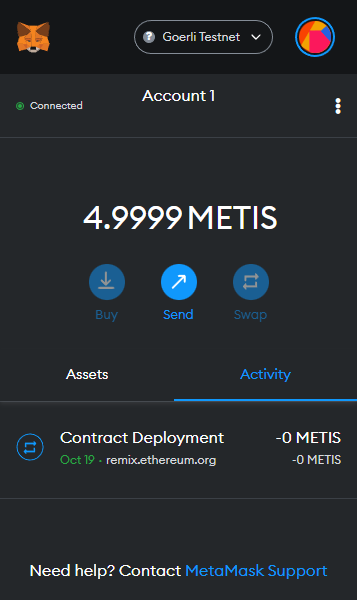 Goerli Testnet
Connected
Account 1
4.9999 METIS
Buy
Send
Swap
Assets
Activity
Contract Deployment
-0 METIS
Oct 19 · remix.ethereum.org
-0 METIS
Need help? Contact MetaMask Support